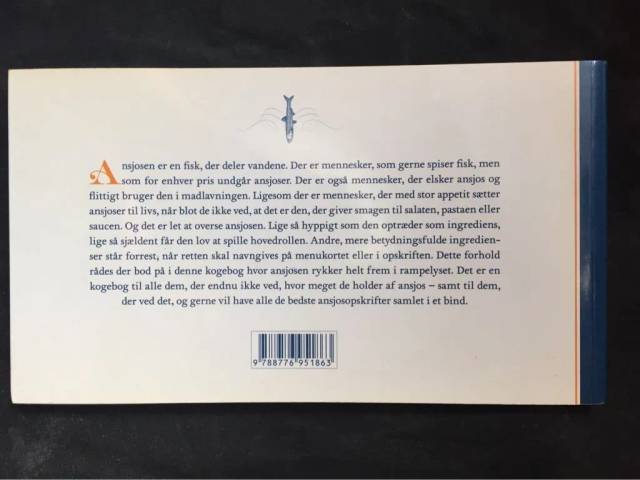 Ansjosen er en fisk, der deler vandene. Der er mennesker, som gerne spiser fisk, men
som for enhver pris undgår ansjoser. Der er også mennesker, der elsker ansjos og
flittigt bruger den i madlavningen. Ligesom der er mennesker, der med stor appetit sætter
ansjoser til livs, når blot de ikke ved, at det er den, der giver smagen til salaten, pastaen eller
saucen. Og det er let at overse ansjosen. Lige så hyppigt som den optræder som ingrediens,
lige så sjældent får den lov at spille hovedrollen. Andre, mere betydningsfulde ingredien-
ser står forrest, når retten skal navngives på menukortet eller i opskriften. Dette forhold
rådes der bod på i denne kogebog hvor ansjosen rykker helt frem i rampelyset. Det er en
kogebog til alle dem, der endnu ikke ved, hvor meget de holder af ansjos – samt til dem,
der ved det, og gerne vil have alle de bedste ansjosopskrifter samlet i et bind.
9 788776 951863